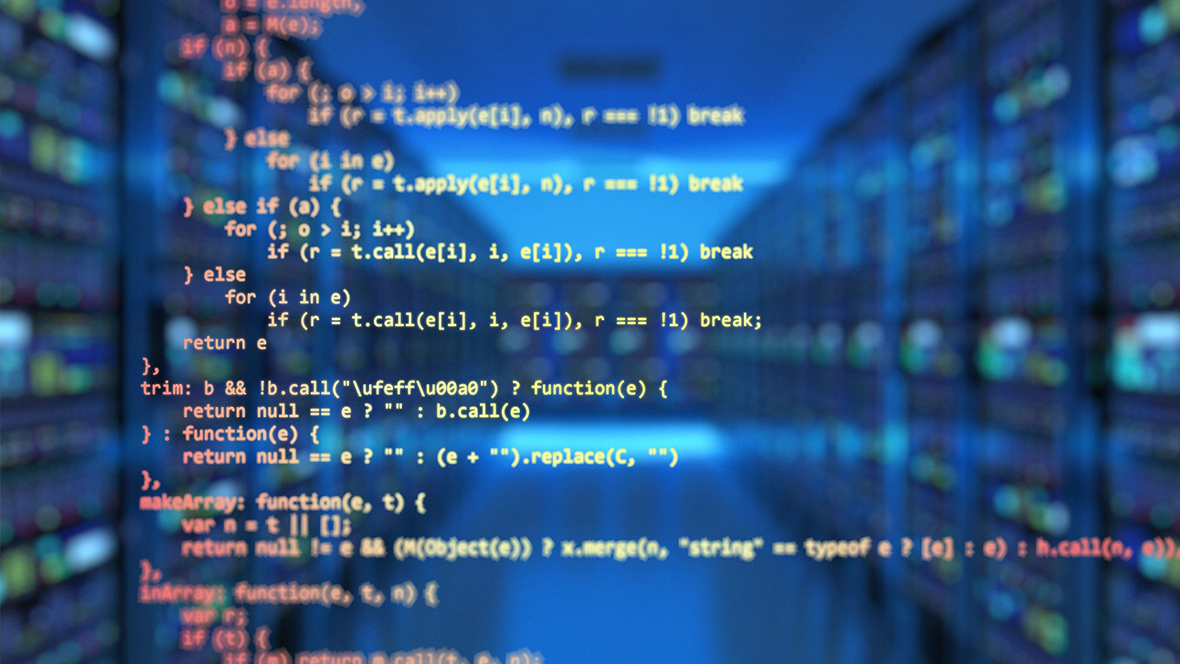 o = e.length,
a = M(e);
if (n) {
if (a) {
for (; o > i; i++)
if (r = t.apply(e[i], n), r === !1) break
} else
for (i in e)
if (r = t.apply(e[i], n), r === !1) break
} else if (a) {
for (; o > i; i++)
if (r = t.call(e[i], i, e[i]), r === !1) break
} else
for (i in e)
if (r = t.call(e[i], i, e[i]), r === !1) break;
return e
},
trim: b && !b.call("\ufeff\u00a0") ? function(e) {
return null == e ? "" : b.call(e)
} : function(e) {
return null == e ? "" : (e + "").replace(C, "")
},
makeArray: function(e, t) {
var n = t || [];
return null != e && (M(Object(e)) ? x.merge(n, "string" == typeof e ? [e] : e) : h.call(n, e)),
},
inArray: function(e, t, n) {
var r;
if (t) {
if (m) return m.call(t, e, n);